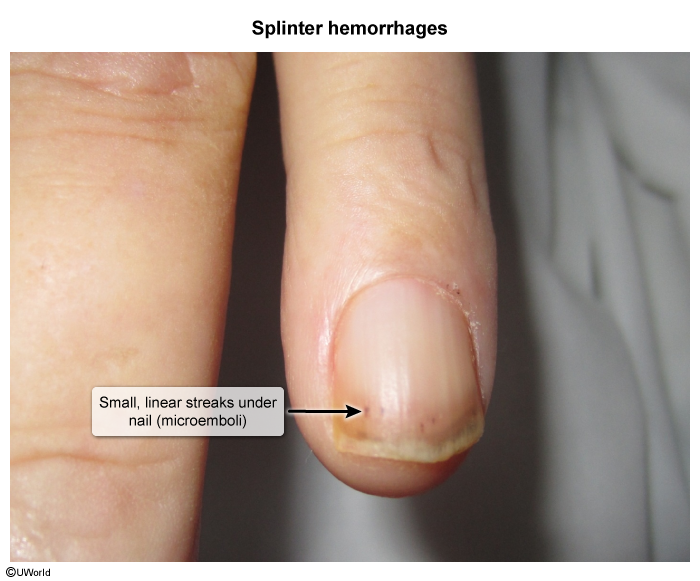 Splinter hemorrhages
Small, linear streaks under
nail (microemboli)
©UWorld